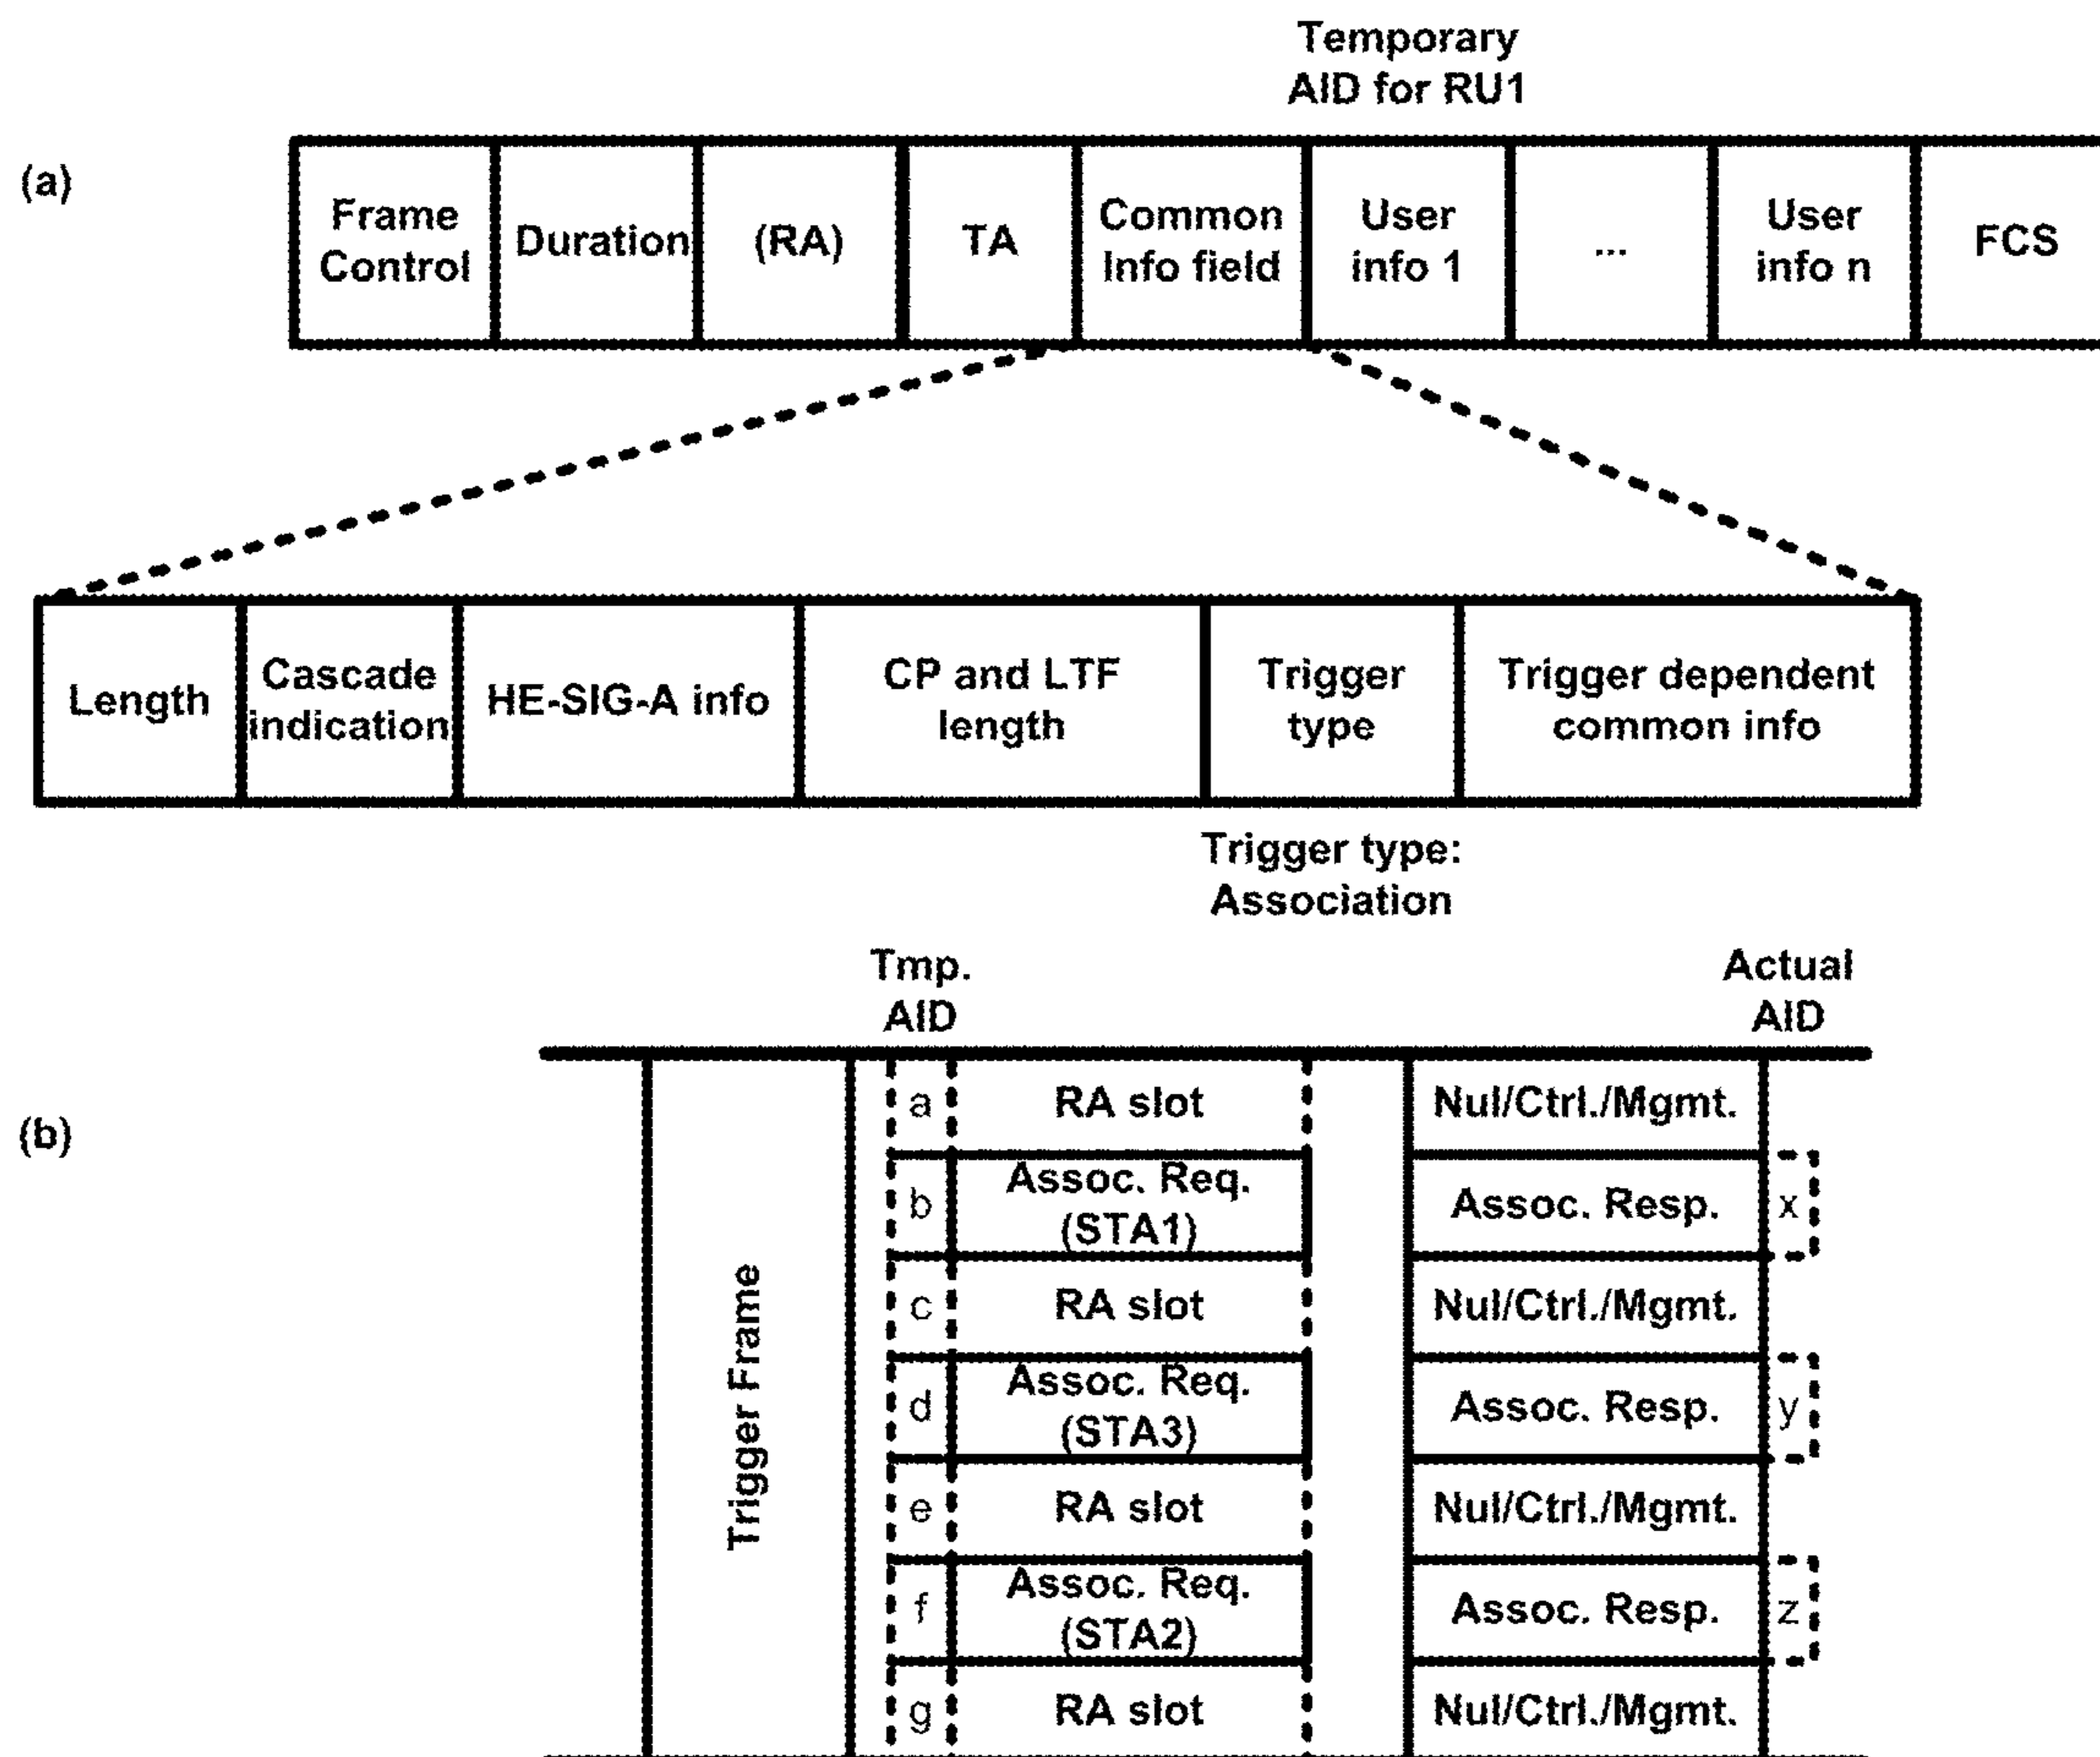 Temporary
AID for RU1
(a)
Frame
Control
Duration
(RA)
TA
Common
Info field
User
info 1
...
User
info n
FCS
Length
Cascade
indication
HE-SIG-A info
CP and LTF
length
Trigger
type
Trigger dependent
common info
Trigger type:
Association
Tmp.
AID
Actual
AID
(b)
Trigger Frame
a
RA slot
Nul/Ctrl./Mgmt.
b
Assoc. Req.
(STA1)
Assoc. Resp.
x
c
RA slot
Nul/Ctrl./Mgmt.
d
Assoc. Req.
(STA3)
Assoc. Resp.
y
e
RA slot
Nul/Ctrl./Mgmt.
f
Assoc. Req.
(STA2)
Assoc. Resp.
z
g
RA slot
Nul/Ctrl./Mgmt.